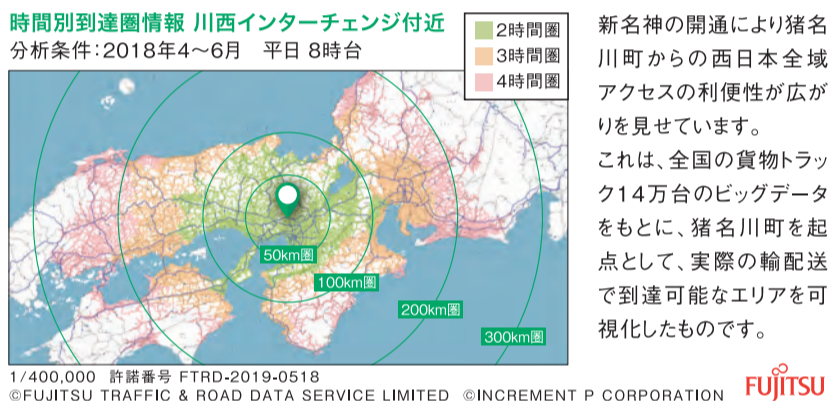 時間別到達圏情報 川西インターチェンジ付近
分析条件:2018年4〜6月 平日 8時台
2時間圏
3時間圏
4時間圏
50km圏
100km圏
200km圏
300km圏
1/400,000 許諾番号 FTRD-2019-0518
©FUJITSU TRAFFIC & ROAD DATA SERVICE LIMITED ©INCREMENT P CORPORATION
新名神の開通により猪名
川町からの西日本全域
アクセスの利便性が広が
りを見せています。
これは、全国の貨物トラッ
ク14万台のビッグデータ
をもとに、猪名川町を起
点として、実際の輸配送
で到達可能なエリアを可
視化したものです。
FUJITSU